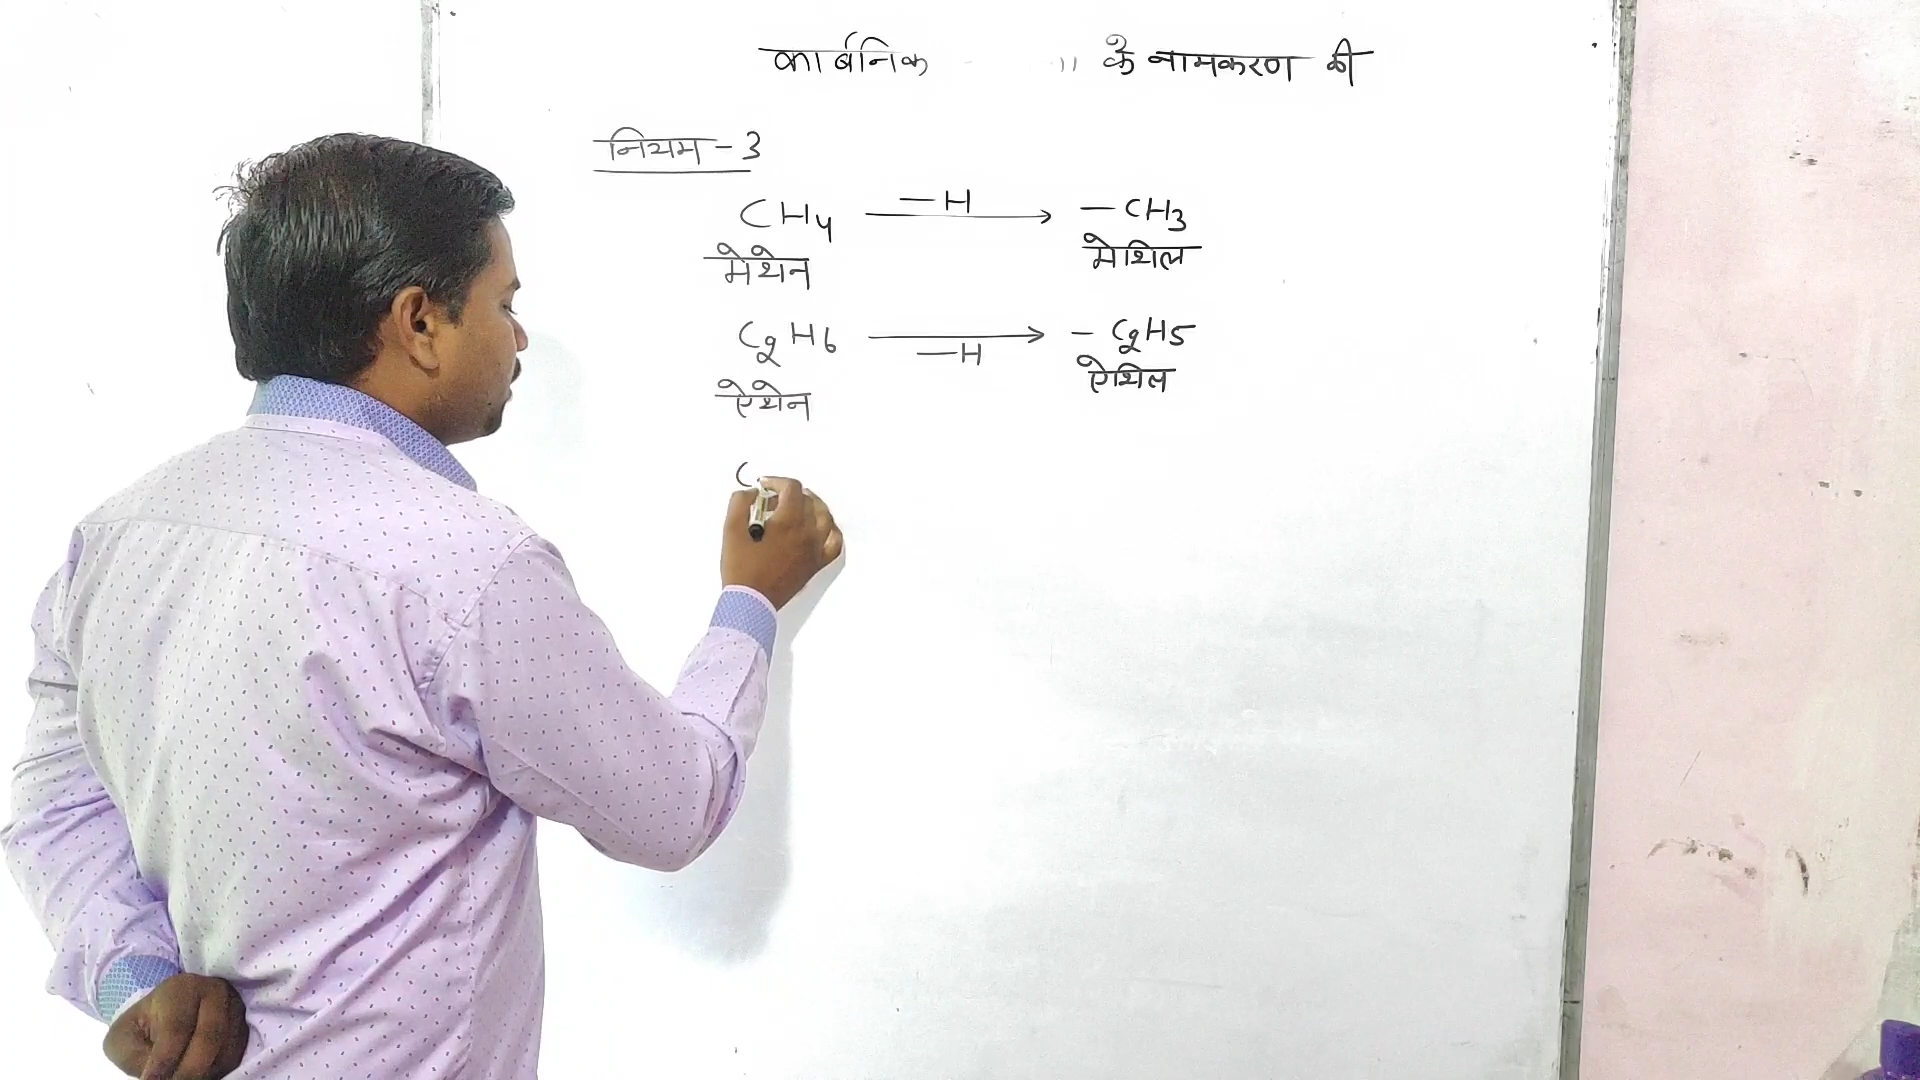 कार्बनिक के नामकरण की
नियम - 3
CH4 —H → — CH3
मेथेन मेथिल
C2H6 —H → — C2H5
ऐथेन ऐथिल
C